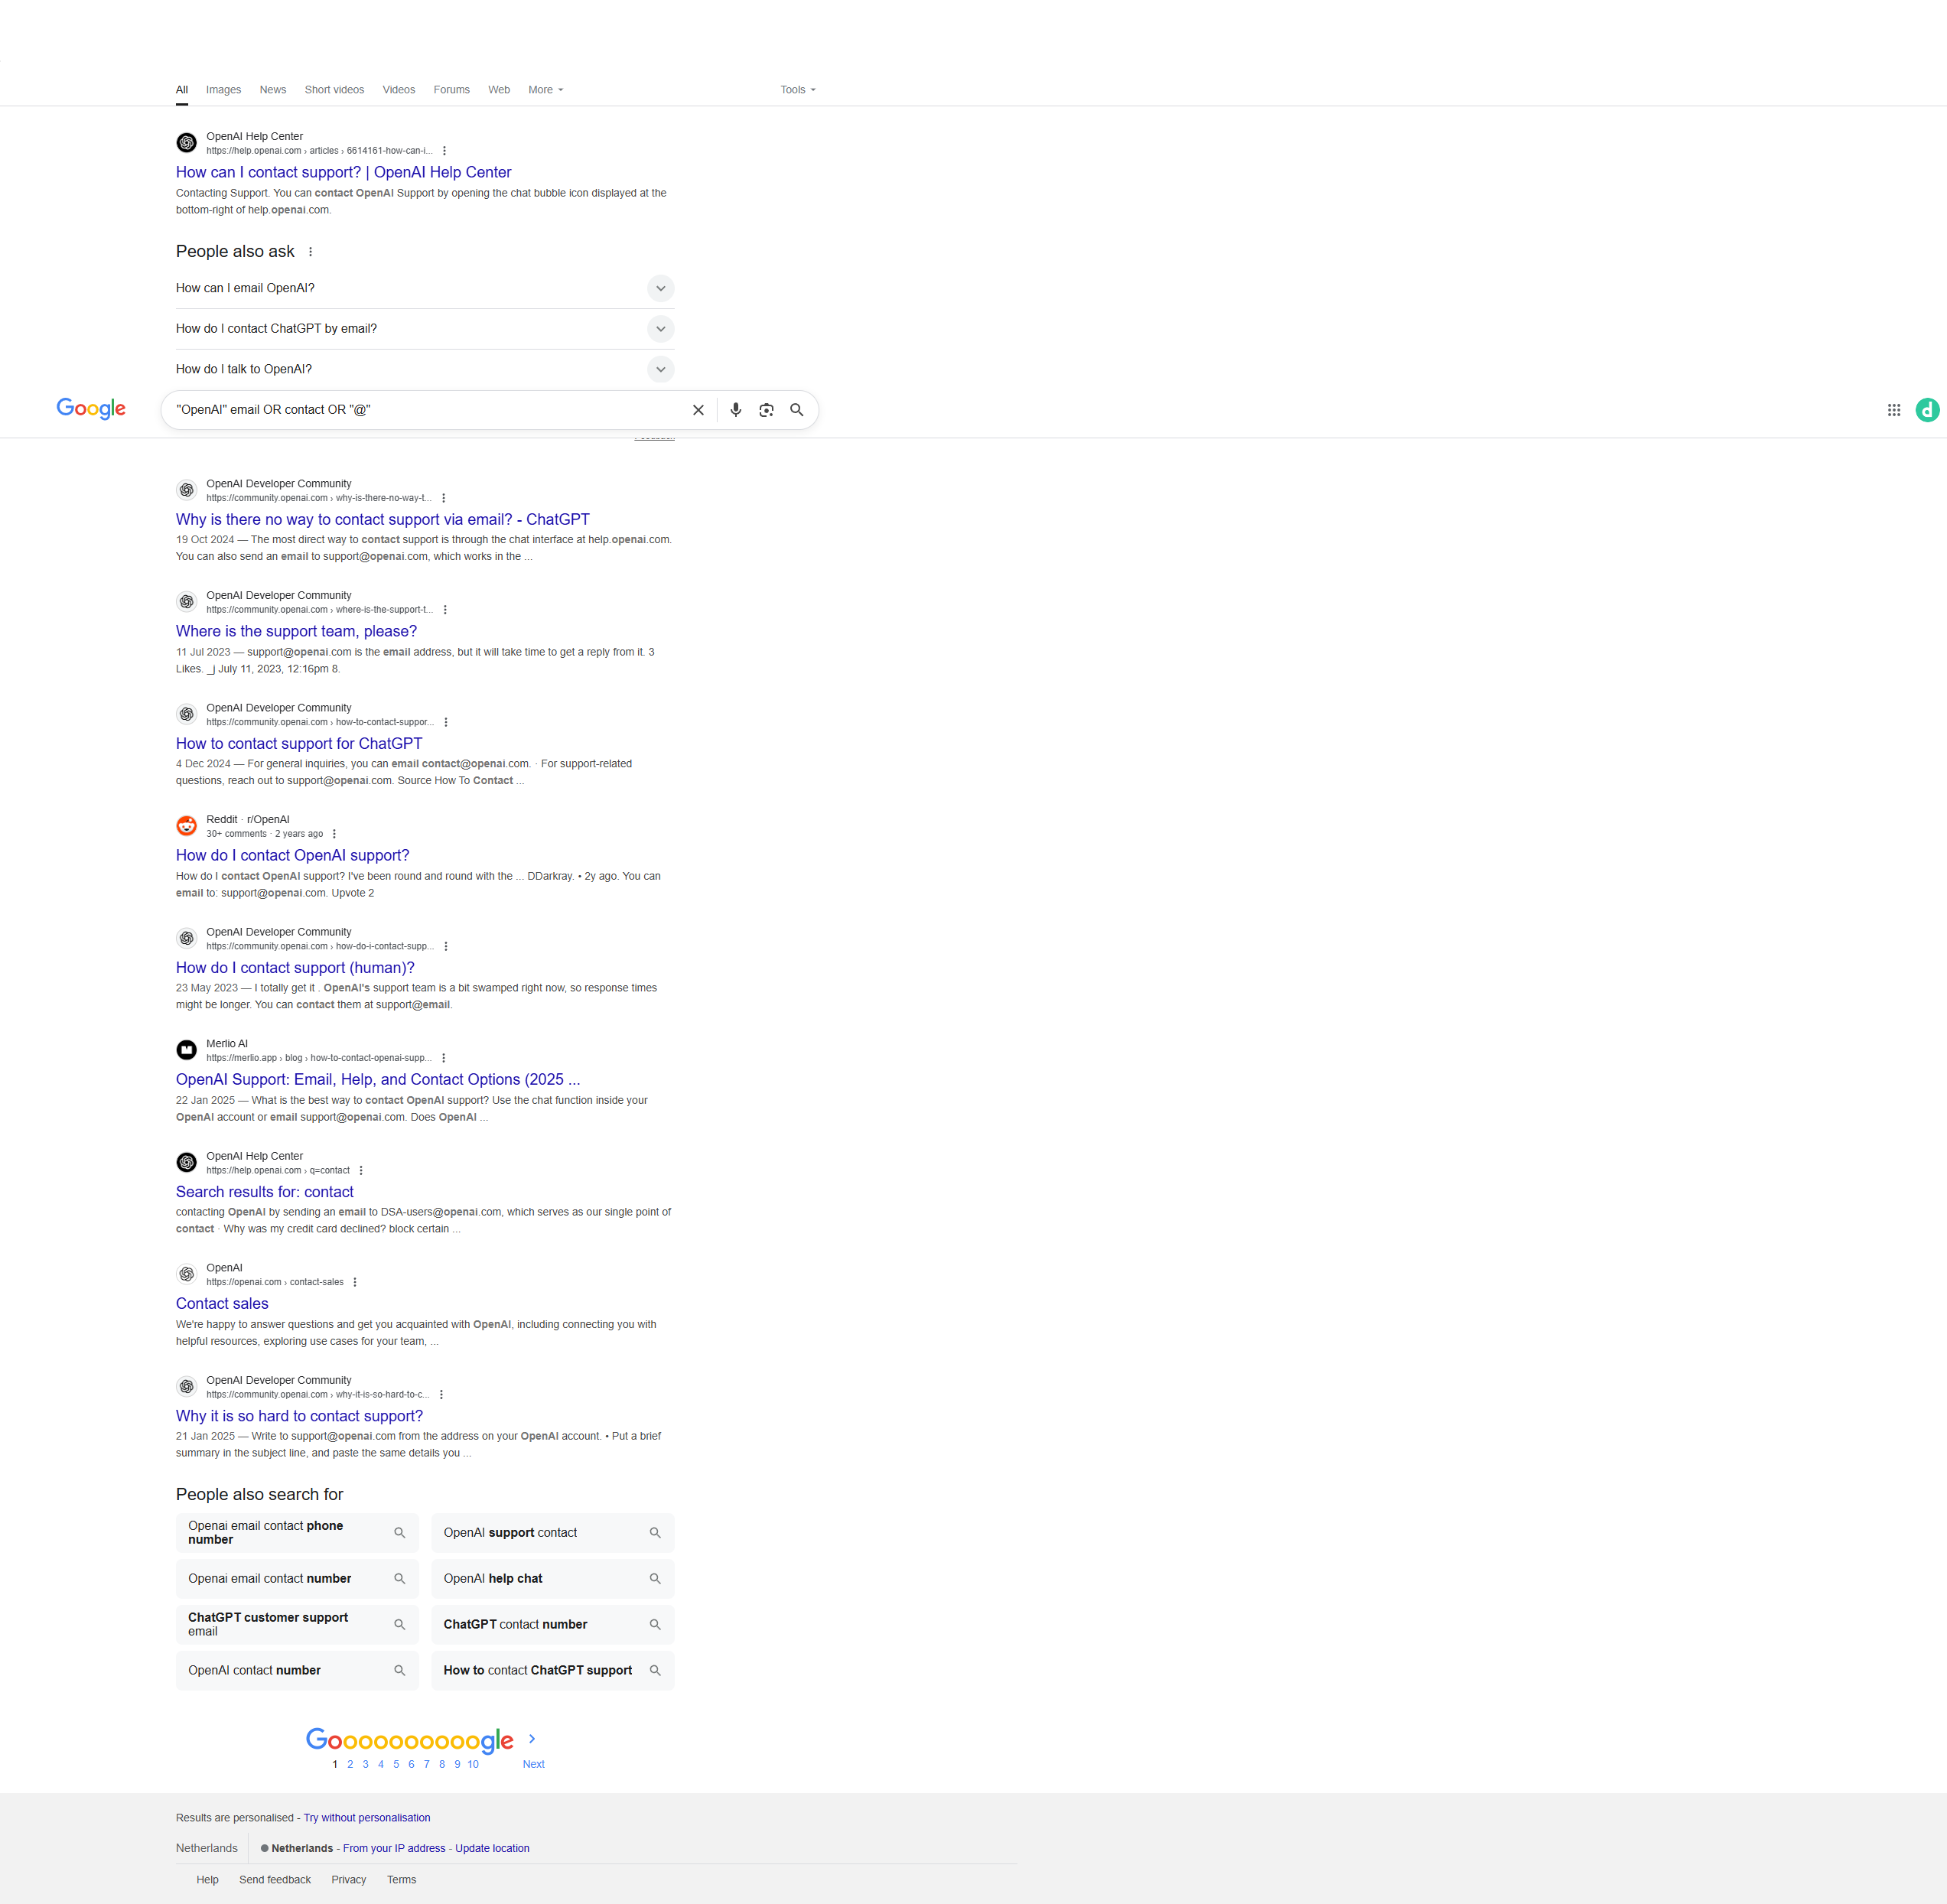 All Images News Short videos Videos Forums Web More Tools
OpenAI Help Center
https://help.openai.com › articles › 6614161-how-can-i...
How can I contact support? | OpenAI Help Center
Contacting Support. You can contact OpenAI Support by opening the chat bubble icon displayed at the
bottom-right of help.openai.com.
People also ask
How can I email OpenAI?
How do I contact ChatGPT by email?
How do I talk to OpenAI?
Google
"OpenAI" email OR contact OR "@"
d
OpenAI Developer Community
https://community.openai.com › why-is-there-no-way-t...
Why is there no way to contact support via email? - ChatGPT
19 Oct 2024 — The most direct way to contact support is through the chat interface at help.openai.com.
You can also send an email to support@openai.com, which works in the ...
OpenAI Developer Community
https://community.openai.com › where-is-the-support-t...
Where is the support team, please?
11 Jul 2023 — support@openai.com is the email address, but it will take time to get a reply from it. 3
Likes. _j July 11, 2023, 12:16pm 8.
OpenAI Developer Community
https://community.openai.com › how-to-contact-suppor...
How to contact support for ChatGPT
4 Dec 2024 — For general inquiries, you can email contact@openai.com. · For support-related
questions, reach out to support@openai.com. Source How To Contact ...
Reddit · r/OpenAI
30+ comments · 2 years ago
How do I contact OpenAI support?
How do I contact OpenAI support? I've been round and round with the ... DDarkray. • 2y ago. You can
email to: support@openai.com. Upvote 2
OpenAI Developer Community
https://community.openai.com › how-do-i-contact-supp...
How do I contact support (human)?
23 May 2023 — I totally get it . OpenAI's support team is a bit swamped right now, so response times
might be longer. You can contact them at support@email.
Merlio AI
https://merlio.app › blog › how-to-contact-openai-supp...
OpenAI Support: Email, Help, and Contact Options (2025 ...
22 Jan 2025 — What is the best way to contact OpenAI support? Use the chat function inside your
OpenAI account or email support@openai.com. Does OpenAI ...
OpenAI Help Center
https://help.openai.com › q=contact
Search results for: contact
contacting OpenAI by sending an email to DSA-users@openai.com, which serves as our single point of
contact · Why was my credit card declined? block certain ...
OpenAI
https://openai.com › contact-sales
Contact sales
We're happy to answer questions and get you acquainted with OpenAI, including connecting you with
helpful resources, exploring use cases for your team, ...
OpenAI Developer Community
https://community.openai.com › why-it-is-so-hard-to-c...
Why it is so hard to contact support?
21 Jan 2025 — Write to support@openai.com from the address on your OpenAI account. • Put a brief
summary in the subject line, and paste the same details you ...
People also search for
Openai email contact phone
number
OpenAI support contact
Openai email contact number
OpenAI help chat
ChatGPT customer support
email
ChatGPT contact number
OpenAI contact number
How to contact ChatGPT support
Goooooooooogle
1 2 3 4 5 6 7 8 9 10 Next
Results are personalised - Try without personalisation
Netherlands Netherlands - From your IP address - Update location
Help Send feedback Privacy Terms